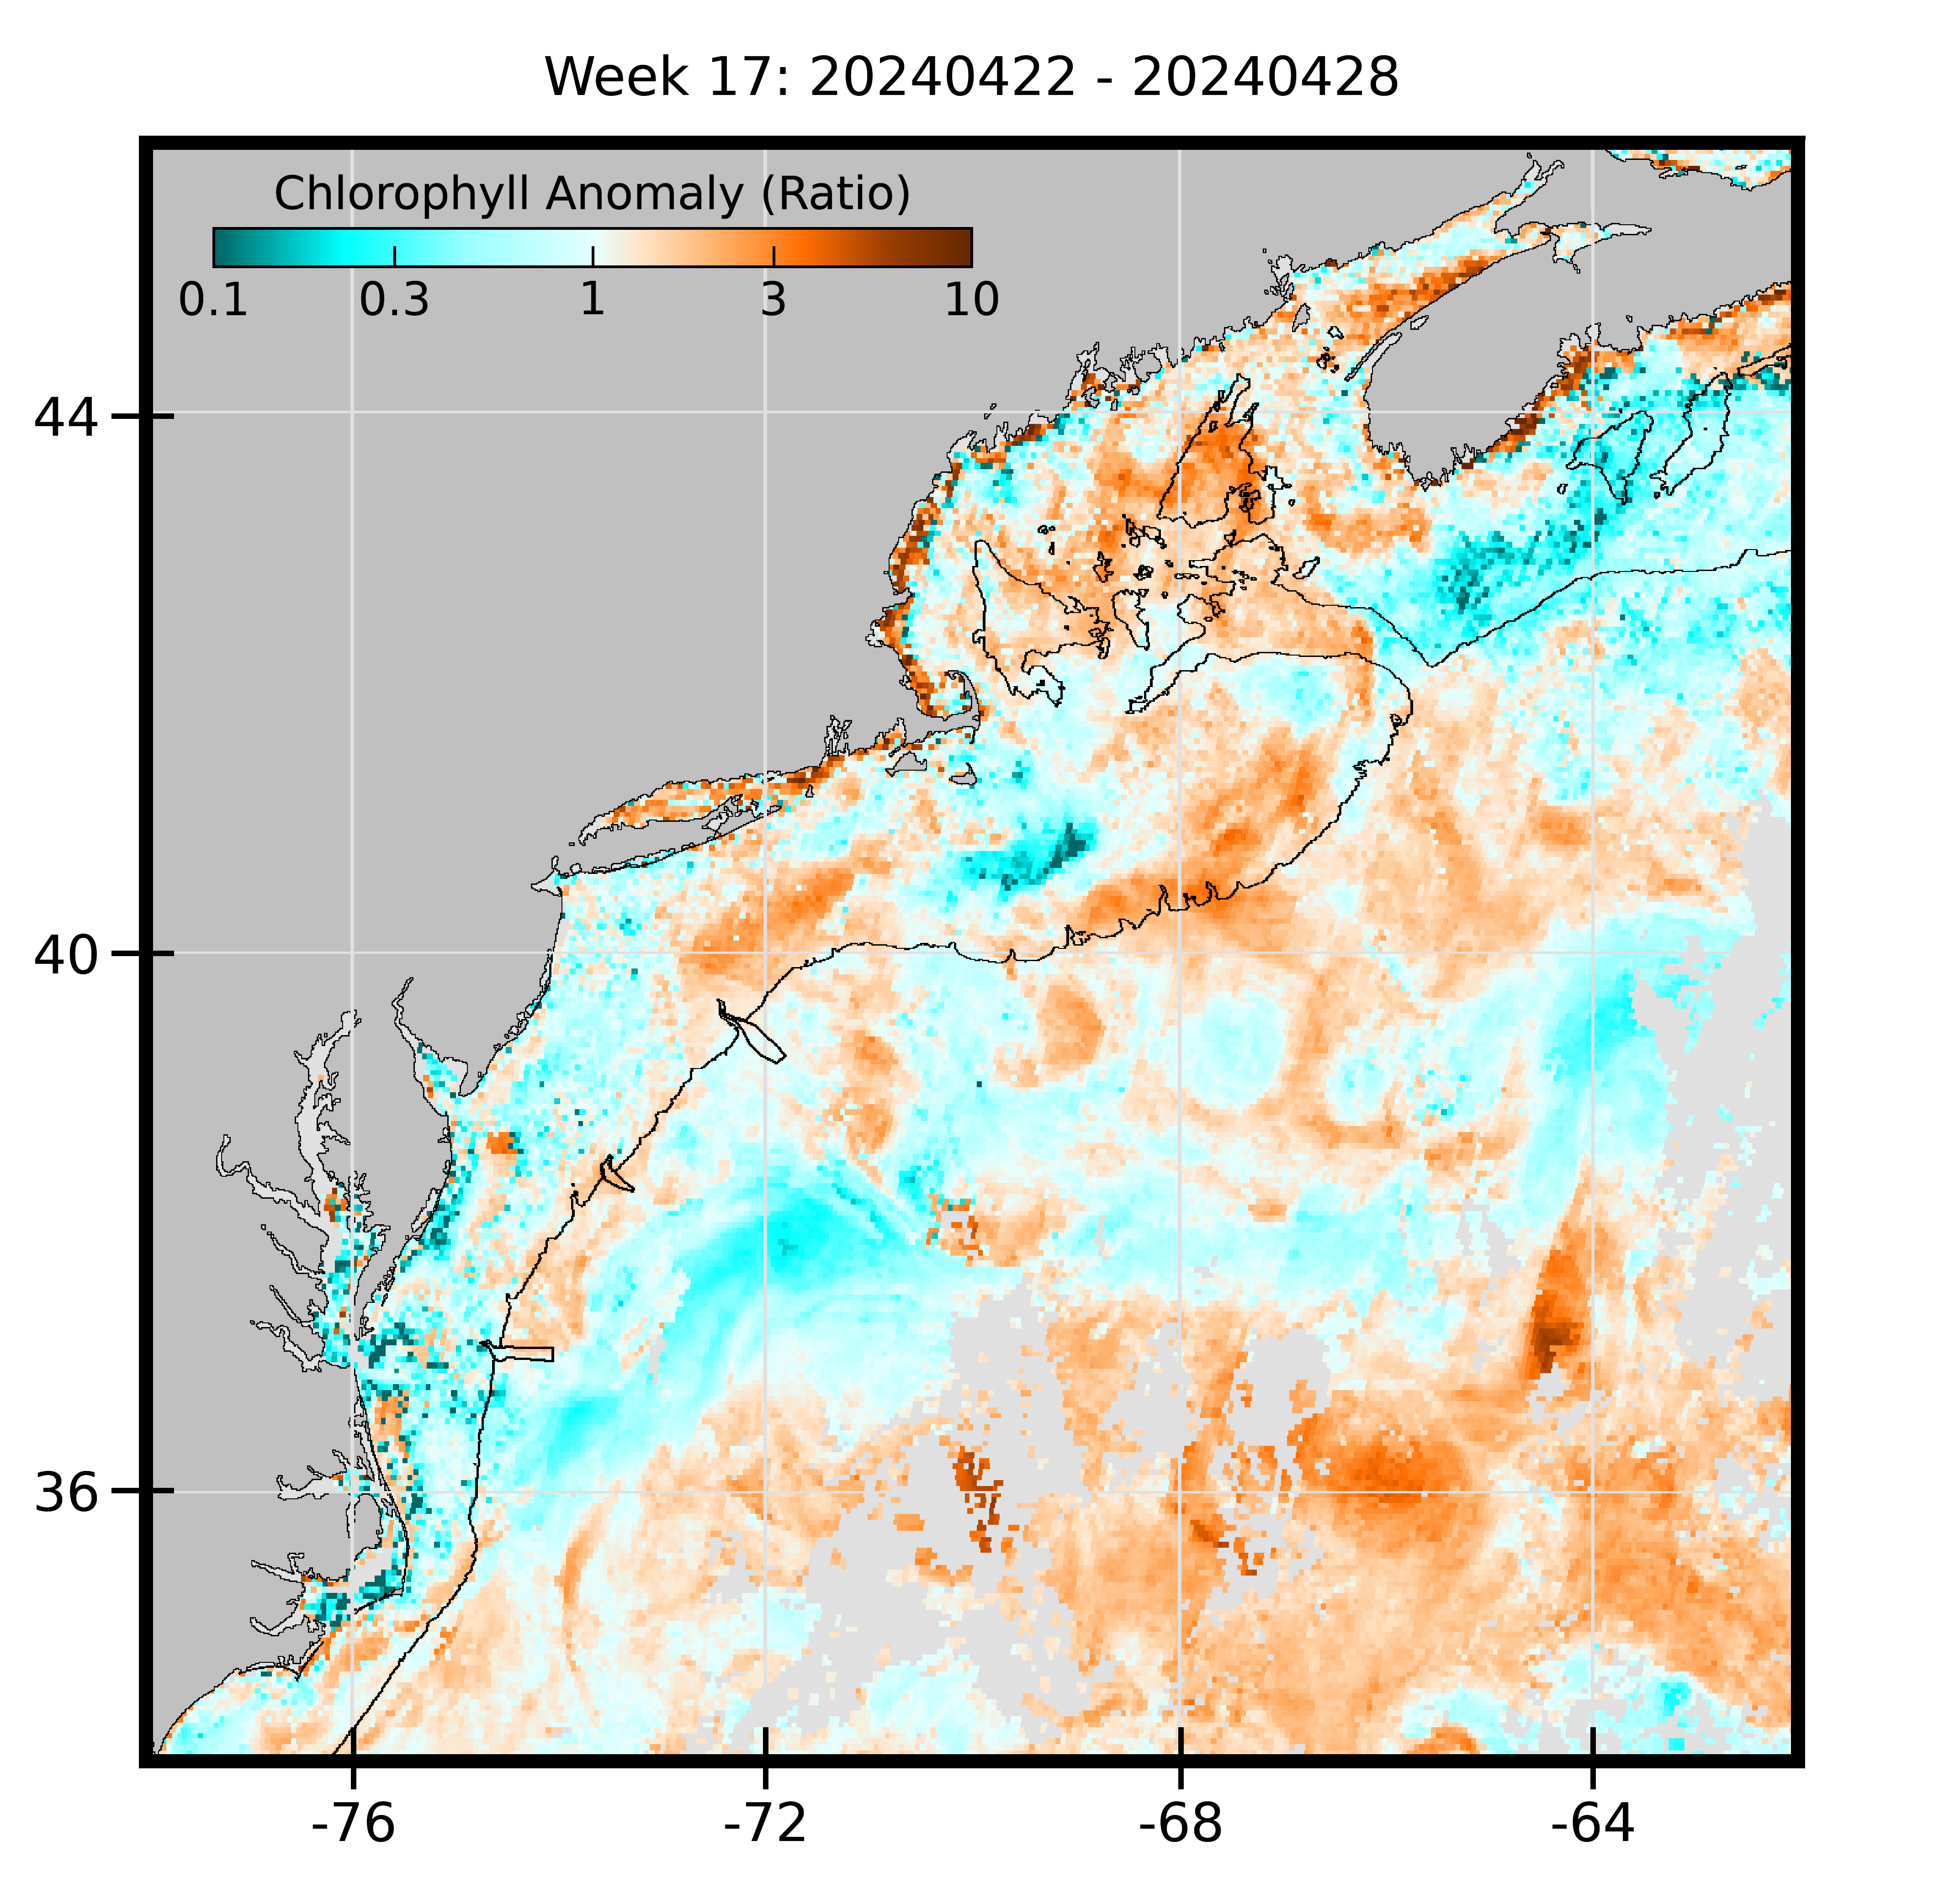 Week 17: 20240422 - 20240428
Chlorophyll Anomaly (Ratio)
0.1 0.3 1 3 10
44
40
36
-76 -72 -68 -64